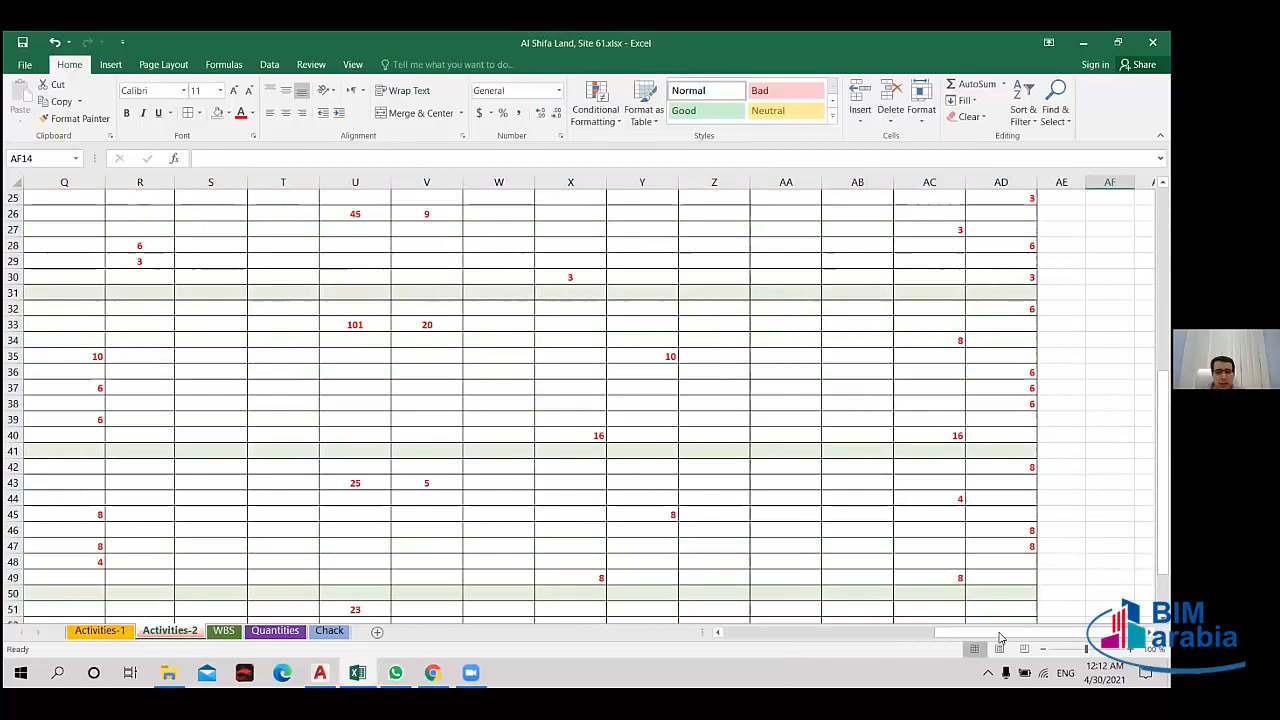 Al Shifa Land, Site 61.xlsx - Excel
File Home Insert Page Layout Formulas Data Review View Tell me what you want to do... Sign in Share
Paste Cut Calibri 11 Wrap Text General Conditional Formatting Format as Table Normal Bad Insert Delete Format AutoSum Sort & Filter Find & Select
Copy Fill
Format Painter B I U A Merge & Center $ % , Good Neutral Clear
Clipboard Font Alignment Number Styles Cells Editing
AF14 fx
Q R S T U V W X Y Z AA AB AC AD AE AF
25 3
26 45 9
27 3
28 6 6
29 3
30 3 3
31
32 6
33 101 20
34 8
35 10 10
36 6
37 6 6
38 6
39 6
40 16 16
41
42 8
43 25 5
44 4
45 8 8
46 8
47 8 8
48 4
49 8 8
50
51 23
Activities-1 Activities-2 WBS Quantities Chack
Ready 100 %
BIM
arabia
ENG 12:12 AM
4/30/2021